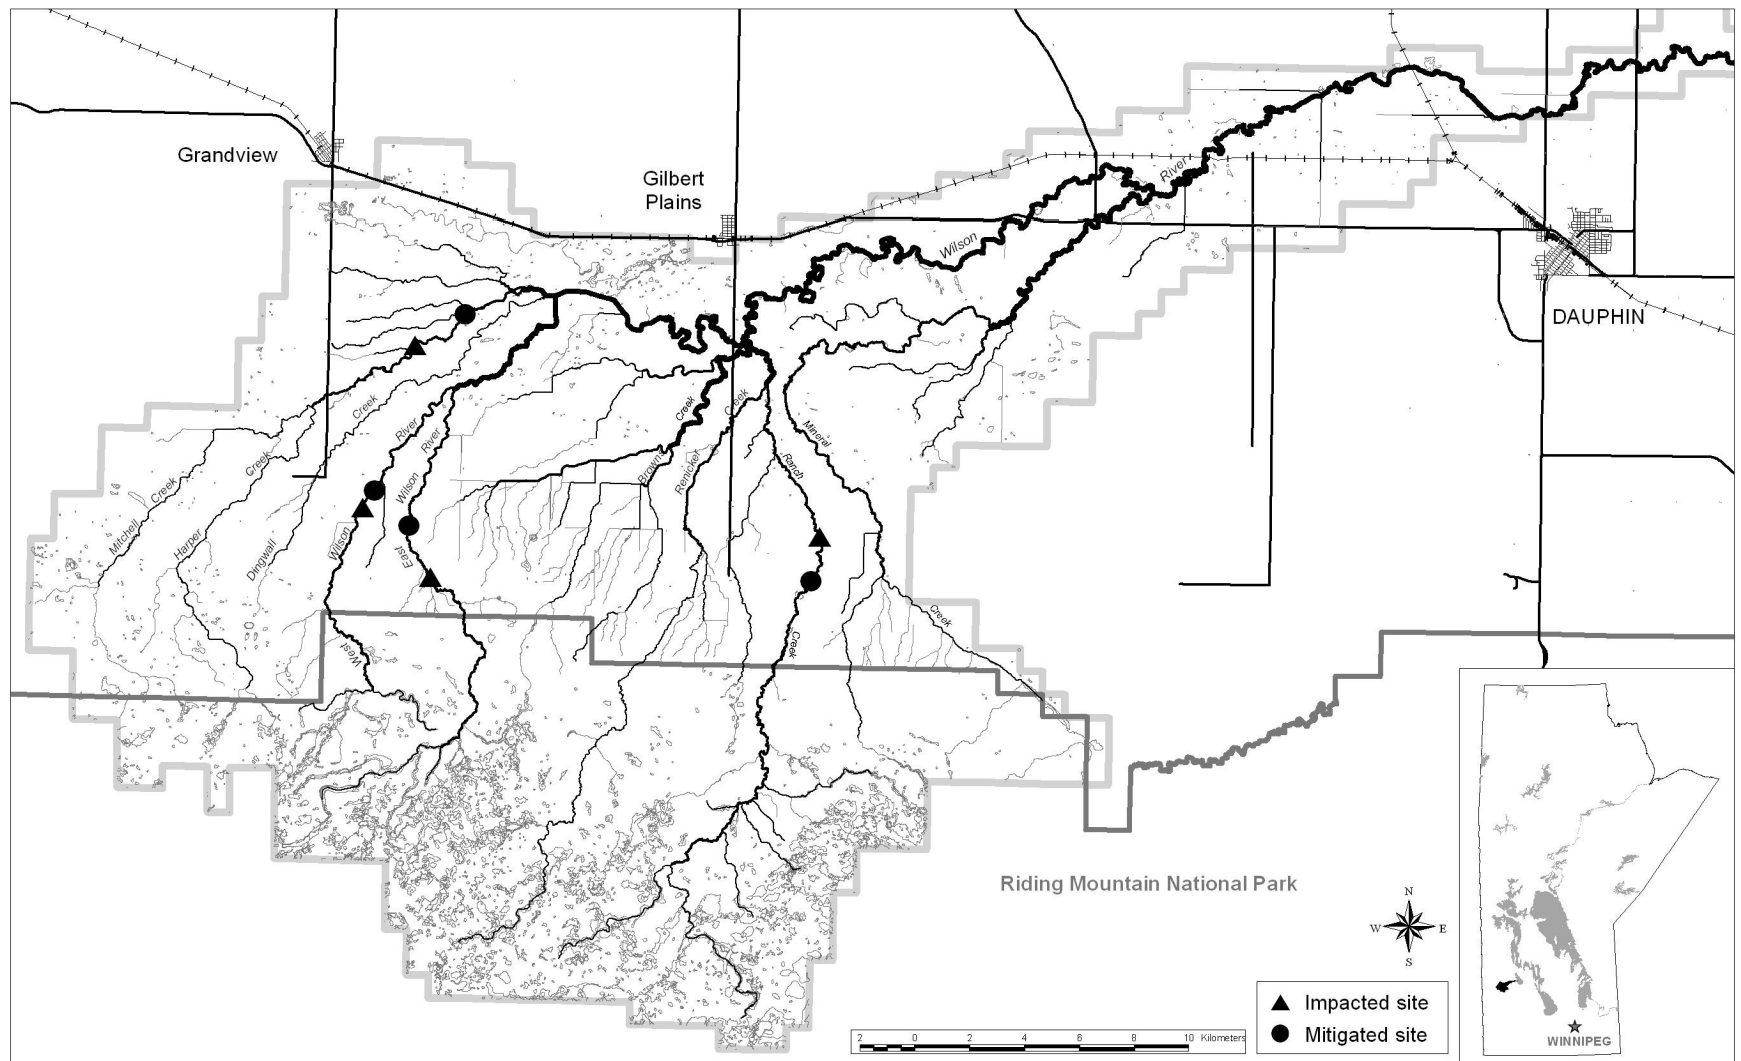 Grandview
Gilbert
Plains
River
Wilson
DAUPHIN
Creek
River
River
Creek
Creek
Mineral
Creek
Creek
Browns
Renicker
Ranch
Wilson
Mitchell
Harper
Dingwall
Wilson
East
Creek
Creek
West
Riding Mountain National Park
N
W
E
S
Impacted site
Mitigated site
2 0 2 4 6 8 10 Kilometers
WINNIPEG